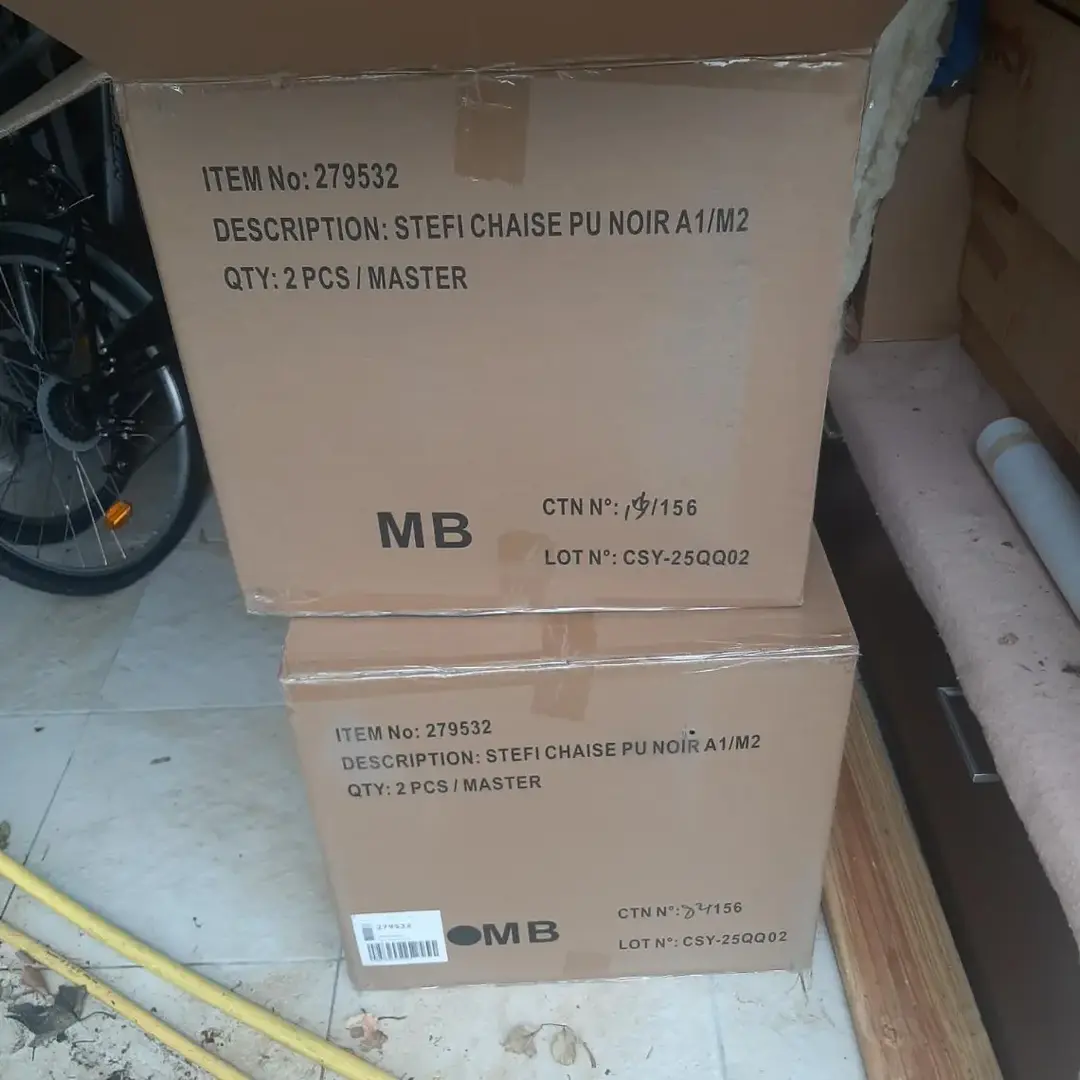 ITEM No: 279532
DESCRIPTION: STEFI CHAISE PU NOIR A1/M2
QTY: 2 PCS / MASTER
MB
CTN N°: /156
LOT N°: CSY-25QQ02
ITEM No: 279532
DESCRIPTION: STEFI CHAISE PU NOIR A1/M2
QTY: 2 PCS / MASTER
279532
MB
CTN N°: /156
LOT N°: CSY-25QQ02